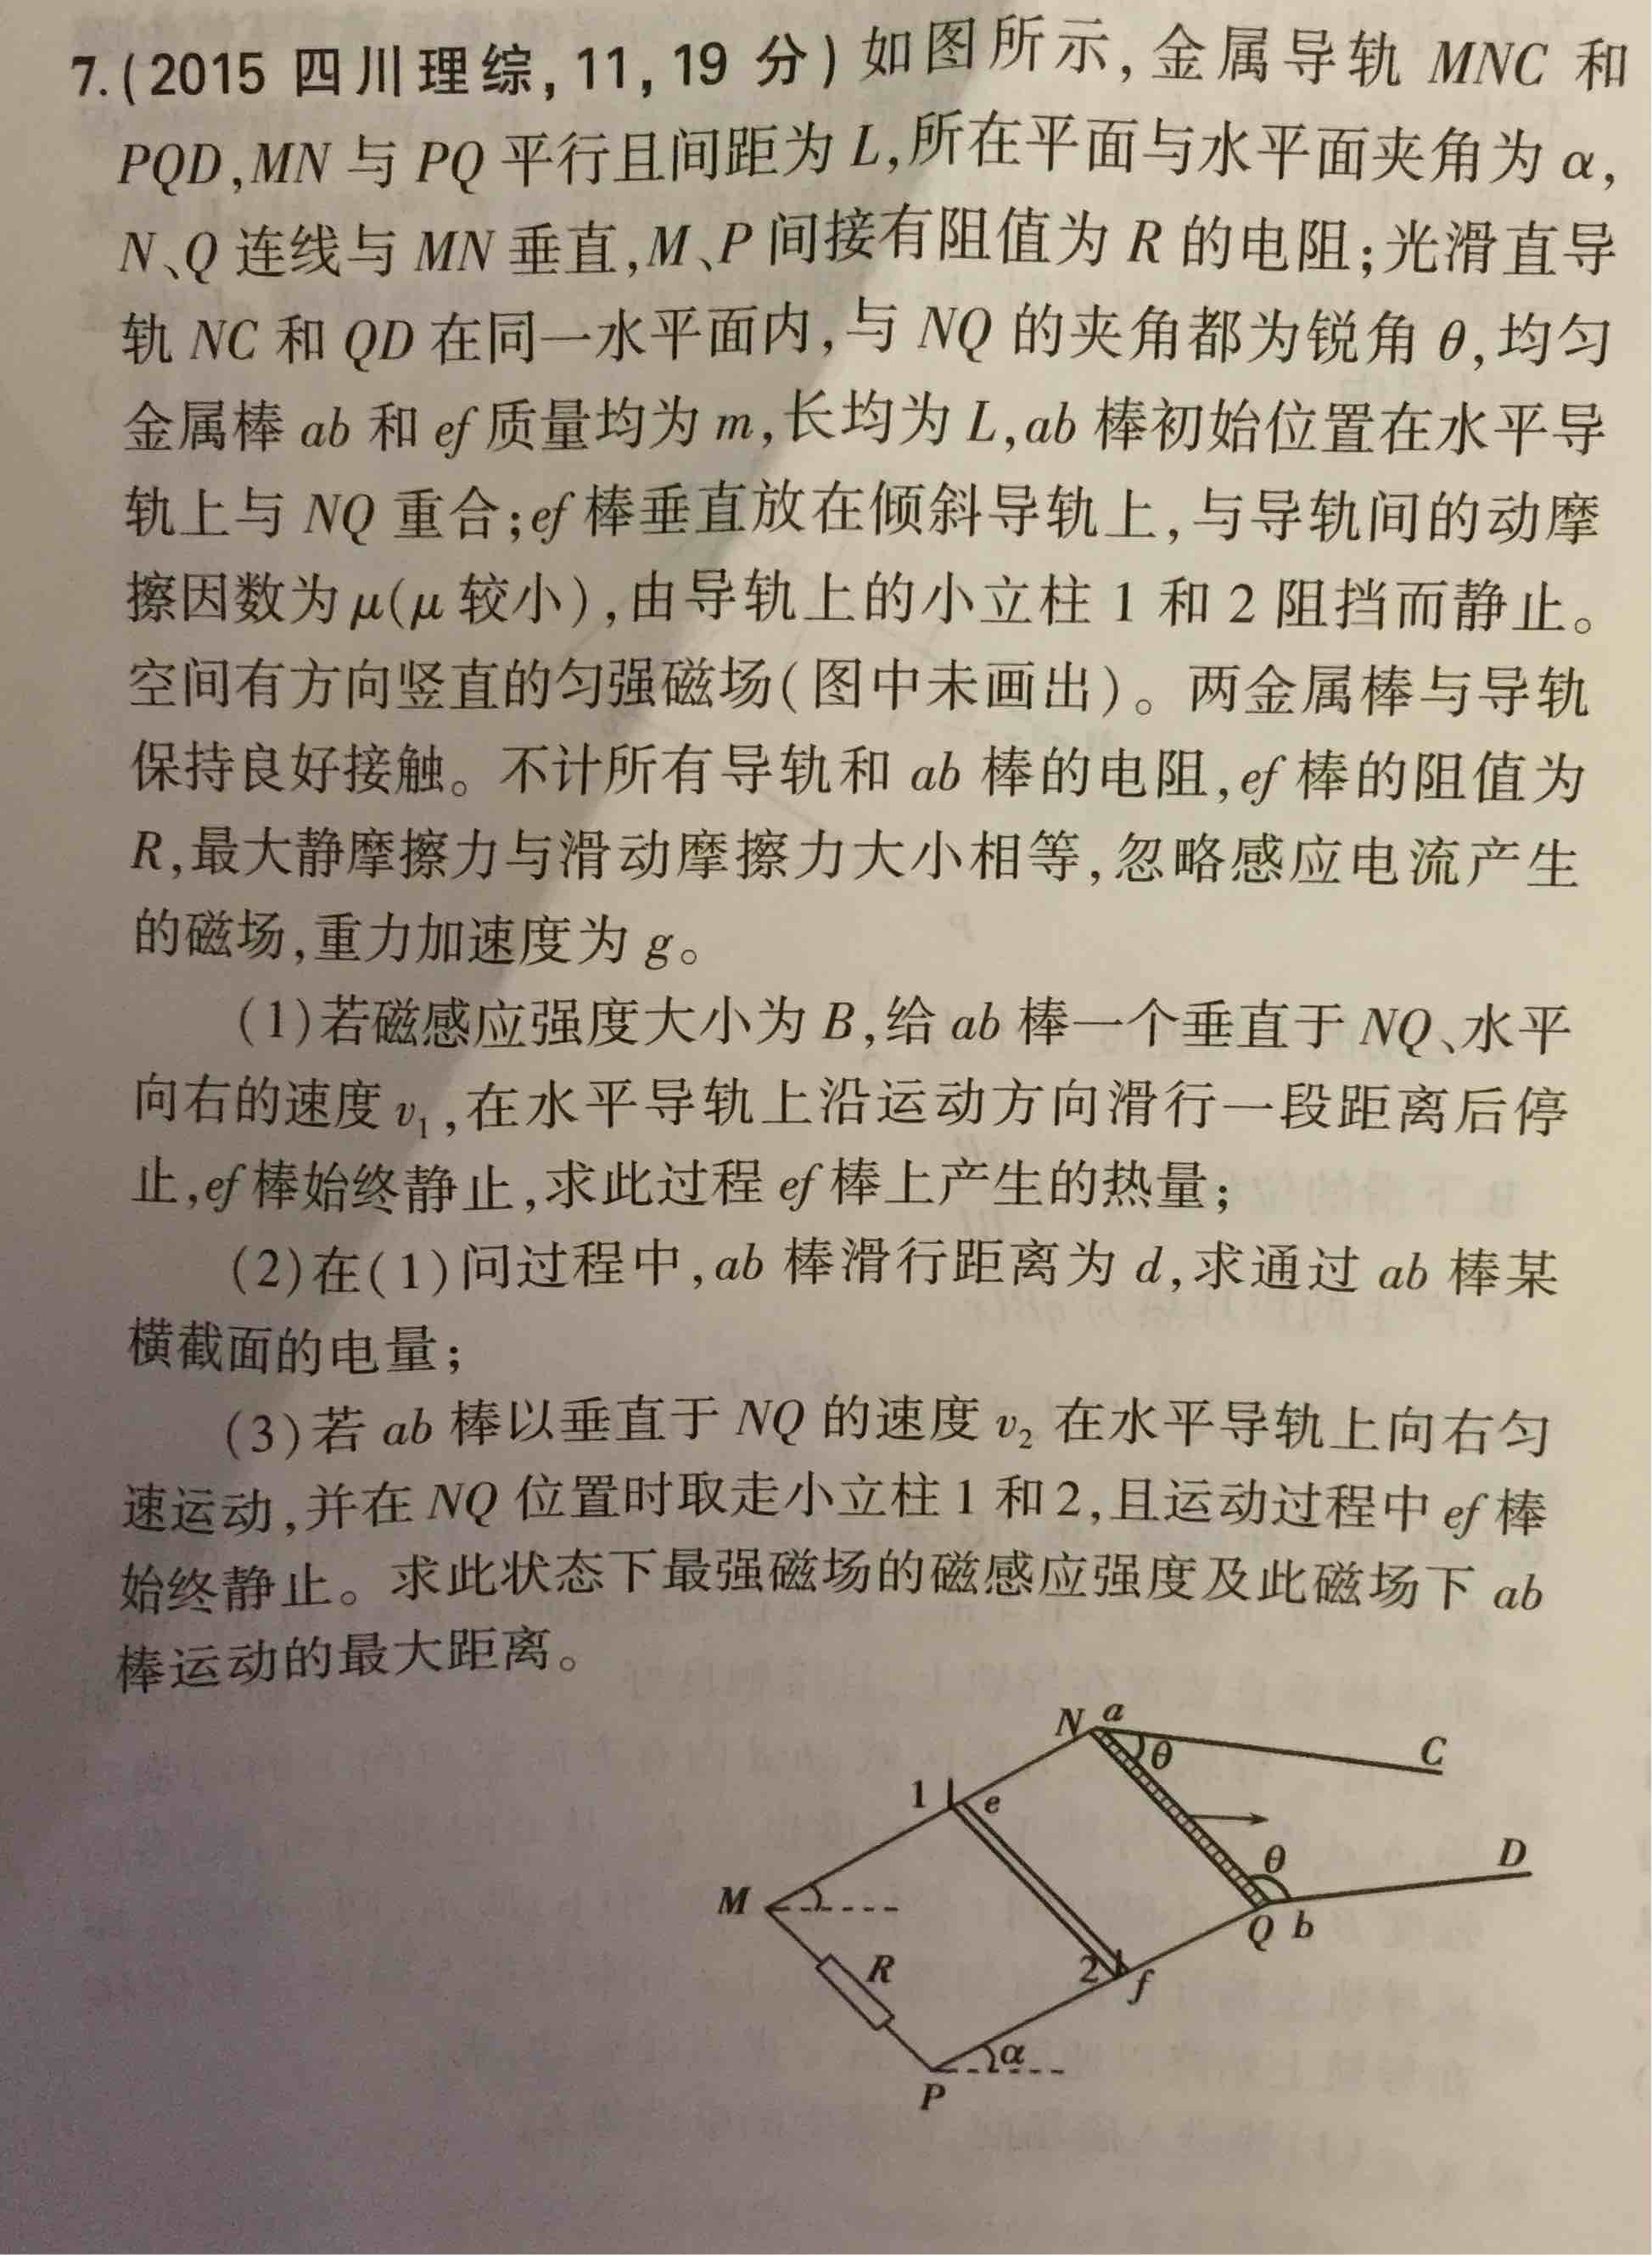 7.(2015 四川理综,11,19 分)如图所示,金属导轨 MNC 和
PQD,MN 与 PQ 平行且间距为 L,所在平面与水平面夹角为 α,
N、Q 连线与 MN 垂直,M、P 间接有阻值为 R 的电阻;光滑直导
轨 NC 和 QD 在同一水平面内,与 NQ 的夹角都为锐角 θ,均匀
金属棒 ab 和 ef 质量均为 m,长均为 L,ab 棒初始位置在水平导
轨上与 NQ 重合;ef 棒垂直放在倾斜导轨上,与导轨间的动摩
擦因数为 μ(μ 较小),由导轨上的小立柱 1 和 2 阻挡而静止。
空间有方向竖直的匀强磁场(图中未画出)。两金属棒与导轨
保持良好接触。不计所有导轨和 ab 棒的电阻,ef 棒的阻值为
R,最大静摩擦力与滑动摩擦力大小相等,忽略感应电流产生
的磁场,重力加速度为 g。
(1)若磁感应强度大小为 B,给 ab 棒一个垂直于 NQ、水平
向右的速度 v₁,在水平导轨上沿运动方向滑行一段距离后停
止,ef 棒始终静止,求此过程 ef 棒上产生的热量;
(2)在(1)问过程中,ab 棒滑行距离为 d,求通过 ab 棒某
横截面的电量;
(3)若 ab 棒以垂直于 NQ 的速度 v₂ 在水平导轨上向右匀
速运动,并在 NQ 位置时取走小立柱 1 和 2,且运动过程中 ef 棒
始终静止。求此状态下最强磁场的磁感应强度及此磁场下 ab
棒运动的最大距离。
N a
C
θ
1 e
θ
D
M
Q b
R
2 f
α
P